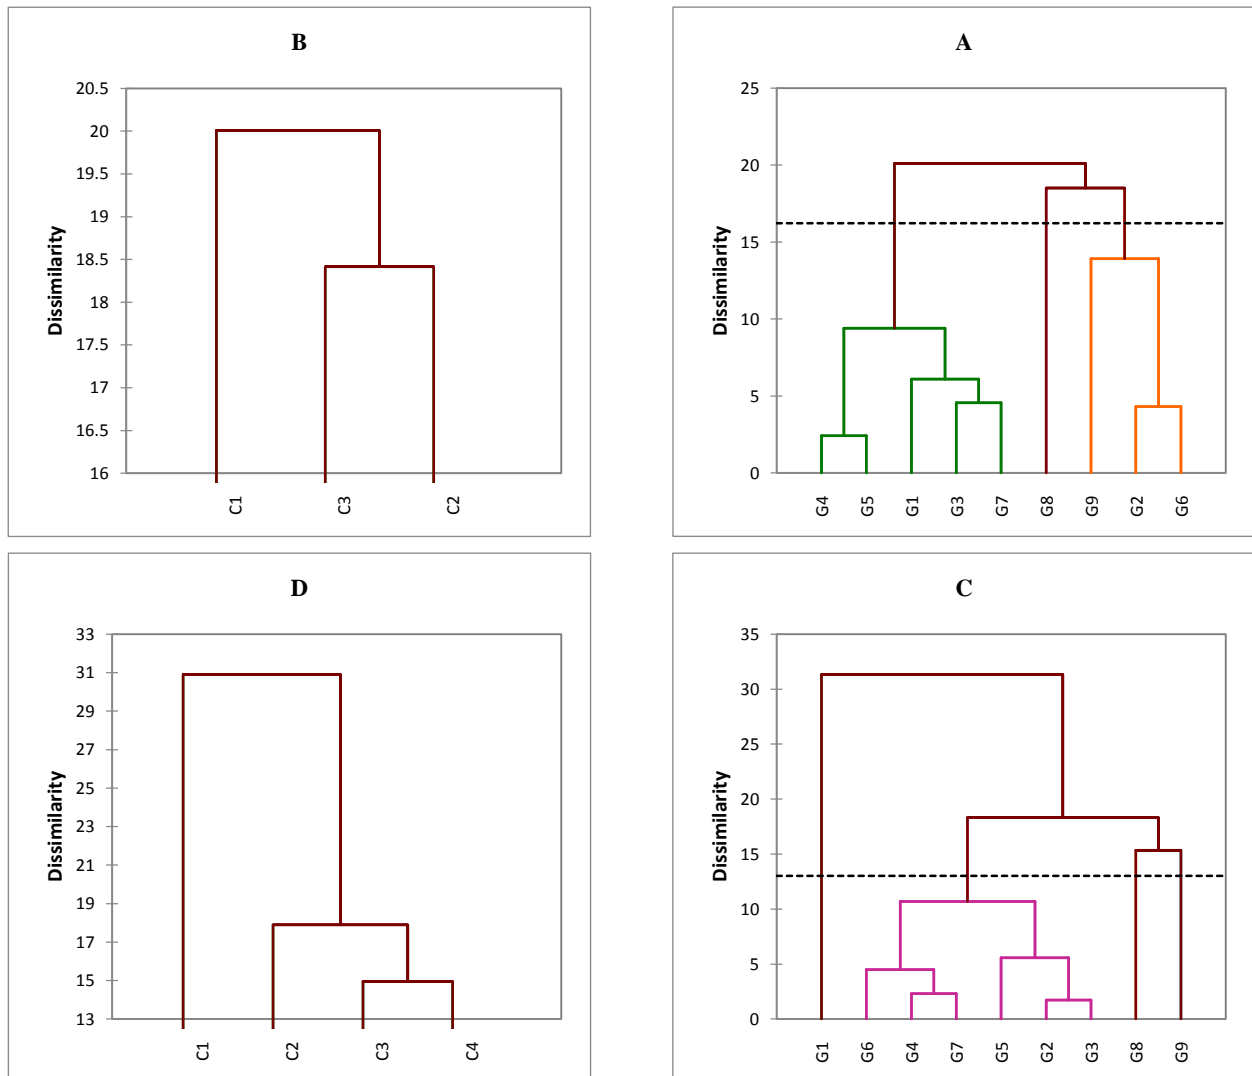 B
20.5
20
19.5
19
18.5
18
17.5
17
16.5
16
Dissimilarity
C1
C3
C2
A
25
20
15
10
5
0
Dissimilarity
G4
G5
G1
G3
G7
G8
G9
G2
G6
D
33
31
29
27
25
23
21
19
17
15
13
Dissimilarity
C1
C2
C3
C4
C
35
30
25
20
15
10
5
0
Dissimilarity
G1
G6
G4
G7
G5
G2
G3
G8
G9